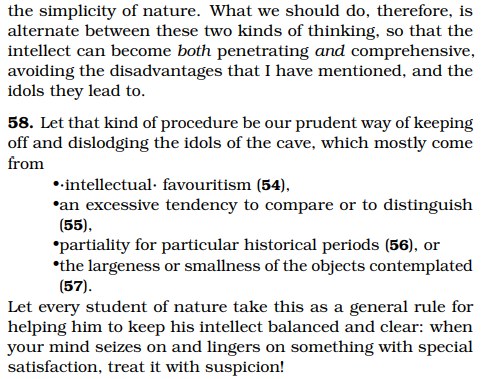 the simplicity of nature. What we should do, therefore, is
alternate between these two kinds of thinking, so that the
intellect can become both penetrating and comprehensive,
avoiding the disadvantages that I have mentioned, and the
idols they lead to.
58. Let that kind of procedure be our prudent way of keeping
off and dislodging the idols of the cave, which mostly come
from
•·intellectual· favouritism (54),
•an excessive tendency to compare or to distinguish
(55),
•partiality for particular historical periods (56), or
•the largeness or smallness of the objects contemplated
(57).
Let every student of nature take this as a general rule for
helping him to keep his intellect balanced and clear: when
your mind seizes on and lingers on something with special
satisfaction, treat it with suspicion!